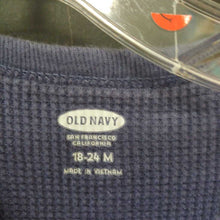 OLD NAVY
SAN FRANCISCO
CALIFORNIA
18-24 M
MADE IN VIETNAM